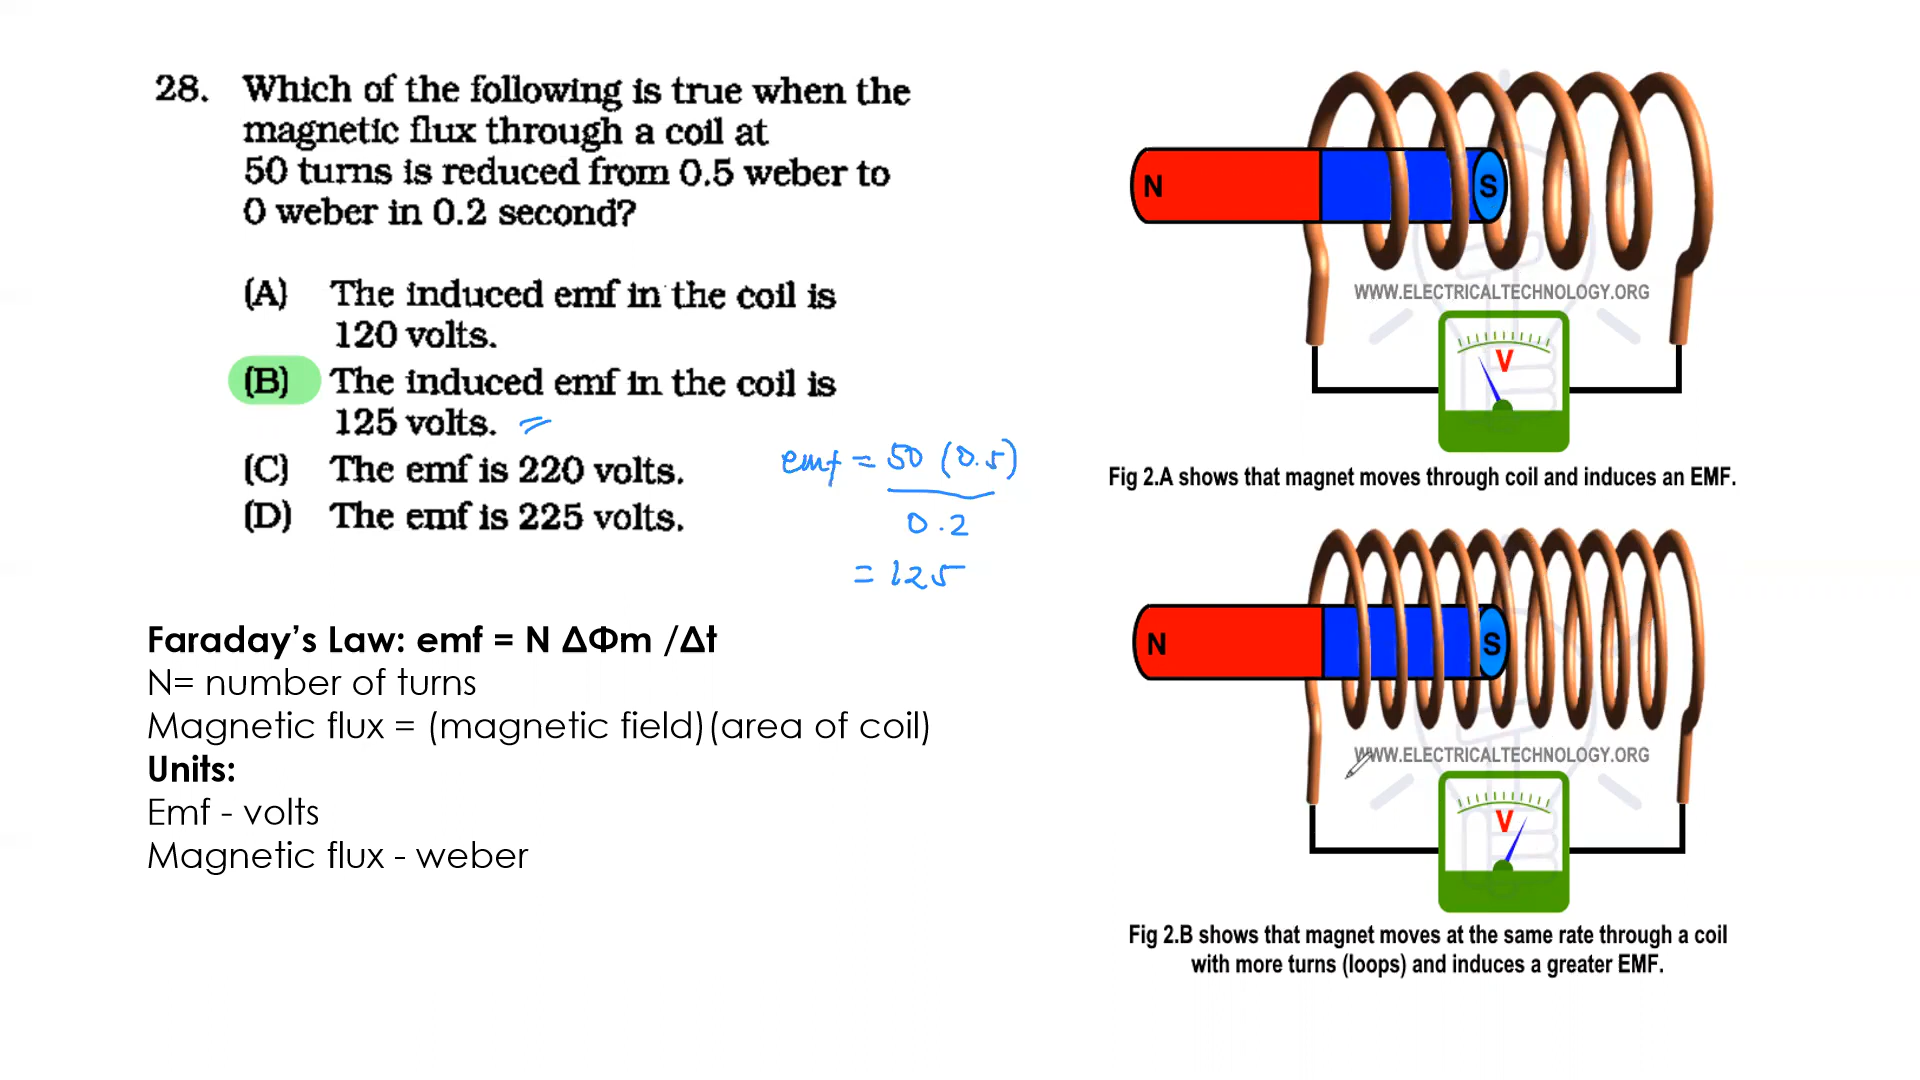 28. Which of the following is true when the
magnetic flux through a coil at
50 turns is reduced from 0.5 weber to
0 weber in 0.2 second?
(A) The induced emf in the coil is
120 volts.
(B) The induced emf in the coil is
125 volts.
(C) The emf is 220 volts.
(D) The emf is 225 volts.
emf = 50 (0.5)
0.2
= 125
Faraday’s Law: emf = N ΔΦm /Δt
N= number of turns
Magnetic flux = (magnetic field)(area of coil)
Units:
Emf - volts
Magnetic flux - weber
N
S
WWW.ELECTRICALTECHNOLOGY.ORG
V
Fig 2.A shows that magnet moves through coil and induces an EMF.
N
S
WWW.ELECTRICALTECHNOLOGY.ORG
V
Fig 2.B shows that magnet moves at the same rate through a coil
with more turns (loops) and induces a greater EMF.